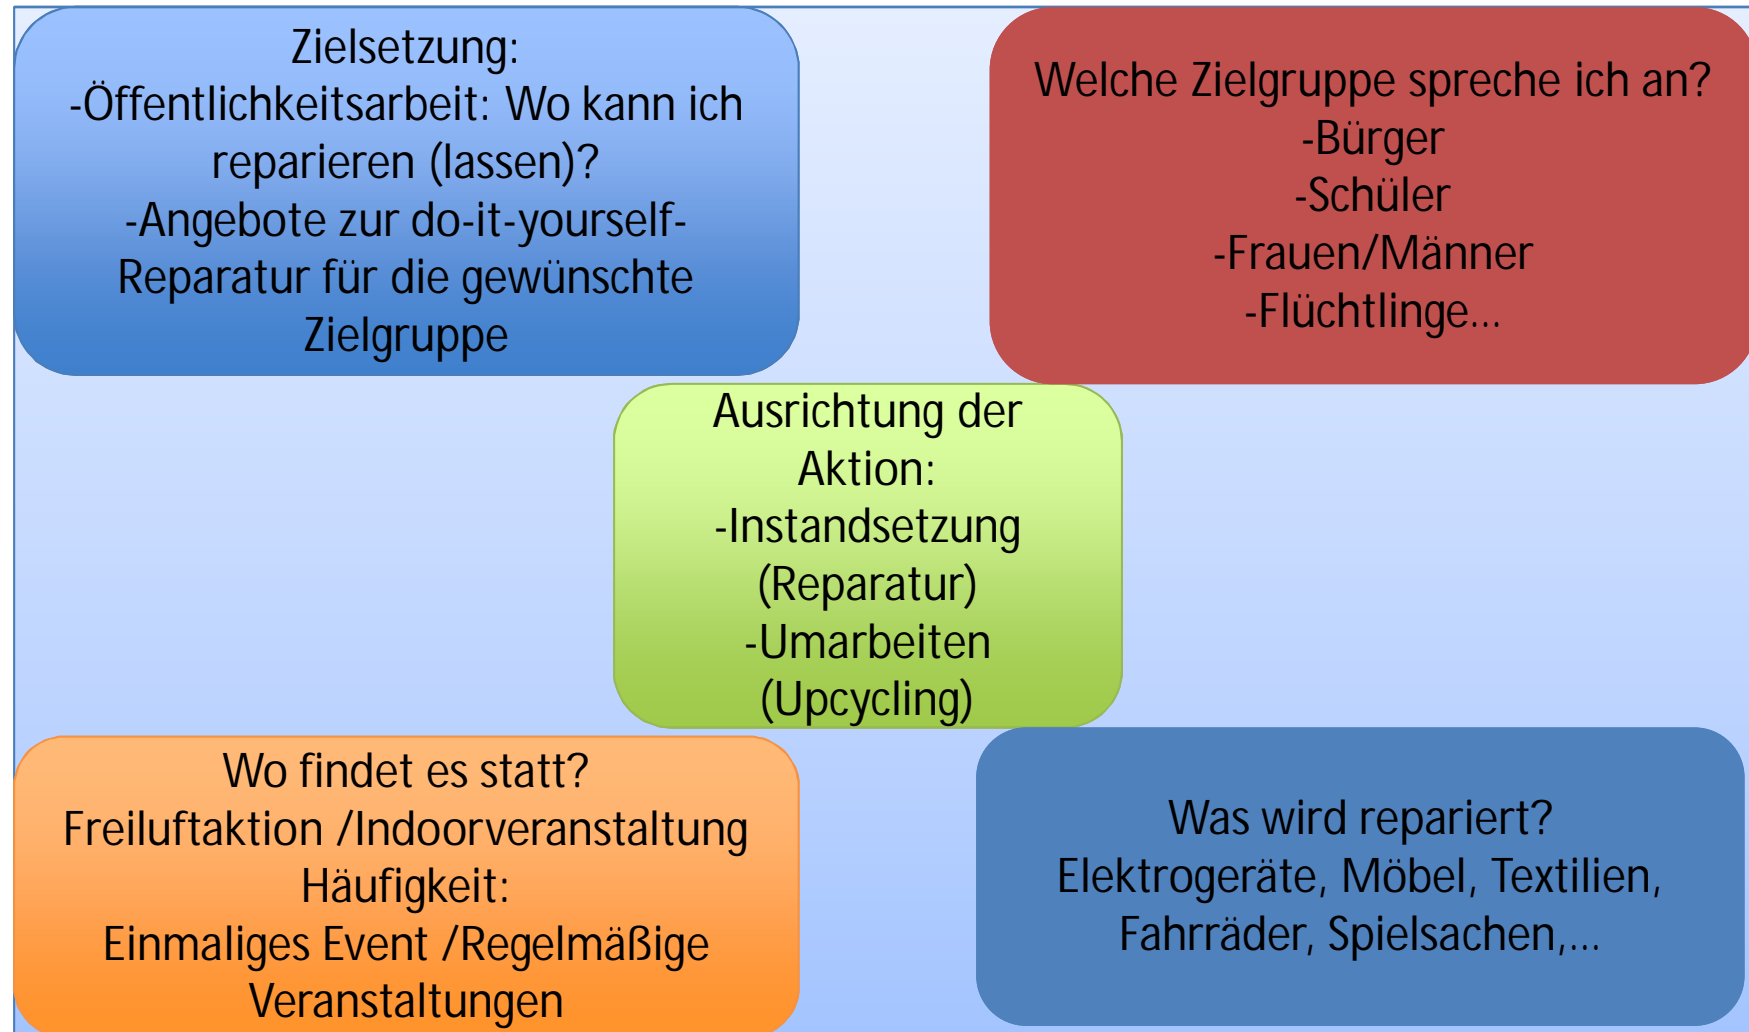 Zielsetzung:
-Öffentlichkeitsarbeit: Wo kann ich
reparieren (lassen)?
-Angebote zur do-it-yourself-
Reparatur für die gewünschte
Zielgruppe
Welche Zielgruppe spreche ich an?
-Bürger
-Schüler
-Frauen/Männer
-Flüchtlinge...
Ausrichtung der
Aktion:
-Instandsetzung
(Reparatur)
-Umarbeiten
(Upcycling)
Wo findet es statt?
Freiluftaktion /Indoorveranstaltung
Häufigkeit:
Einmaliges Event /Regelmäßige
Veranstaltungen
Was wird repariert?
Elektrogeräte, Möbel, Textilien,
Fahrräder, Spielsachen,...